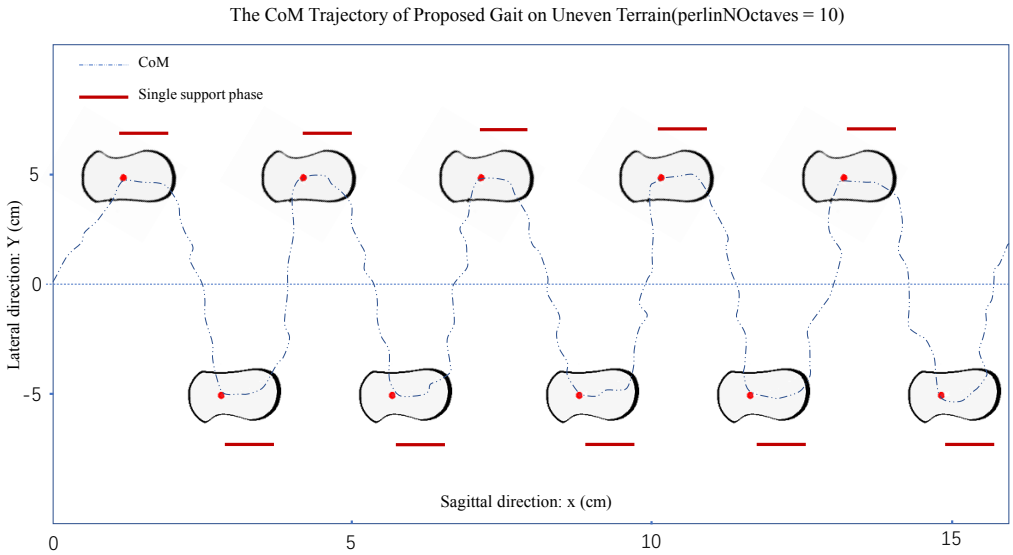 The CoM Trajectory of Proposed Gait on Uneven Terrain(perlinNOctaves = 10)
CoM
Single support phase
5
0
−5
Lateral direction: Y (cm)
Sagittal direction: x (cm)
0
5
10
15